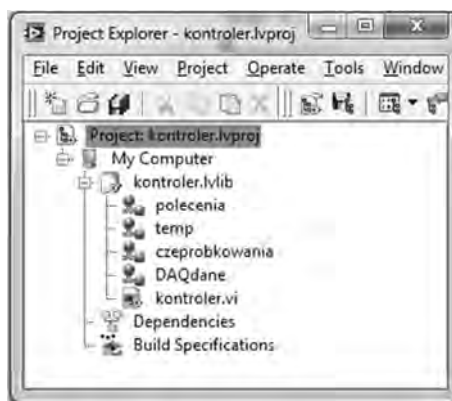 Project Explorer - kontroler.lvproj
File Edit View Project Operate Tools Window
Project: kontroler.lvproj
My Computer
kontroler.lvlib
polecenia
temp
czeprobkowania
DAQdane
kontroler.vi
Dependencies
Build Specifications